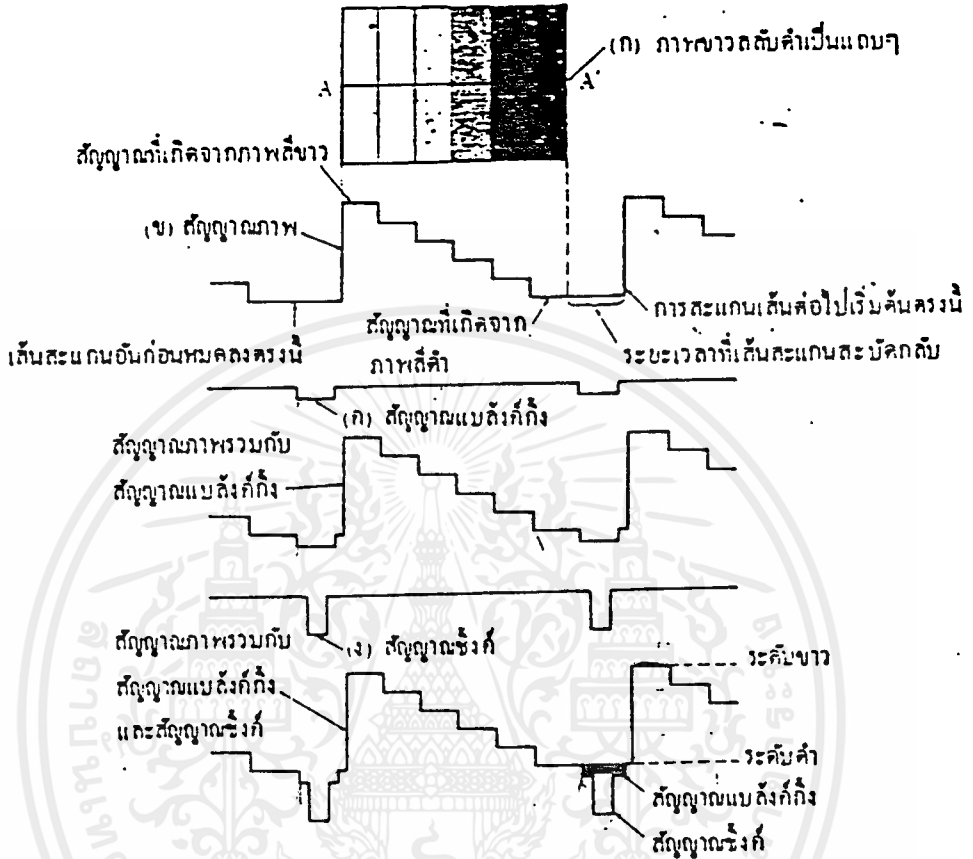 (ก) ภาพขาวสลับดำเป็นแถบๆ
A
A'
สัญญาณที่เกิดจากภาพสีขาว
(ข) สัญญาณภาพ
สัญญาณที่เกิดจาก
ภาพสีดำ
การสะแกนเส้นต่อไปเริ่มต้นตรงนี้
เส้นสะแกนอันก่อนหมดลงตรงนี้
ระยะเวลาที่เส้นสะแกนสะบัดกลับ
(ค) สัญญาณแบลังก์กิ้ง
สัญญาณภาพรวมกับ
สัญญาณแบลังก์กิ้ง
(ง) สัญญาณซิ้งก์
สัญญาณภาพรวมกับ
สัญญาณแบลังก์กิ้ง
และสัญญาณซิ้งก์
ระดับขาว
ระดับดำ
สัญญาณแบลังก์กิ้ง
สัญญาณซิ้งก์